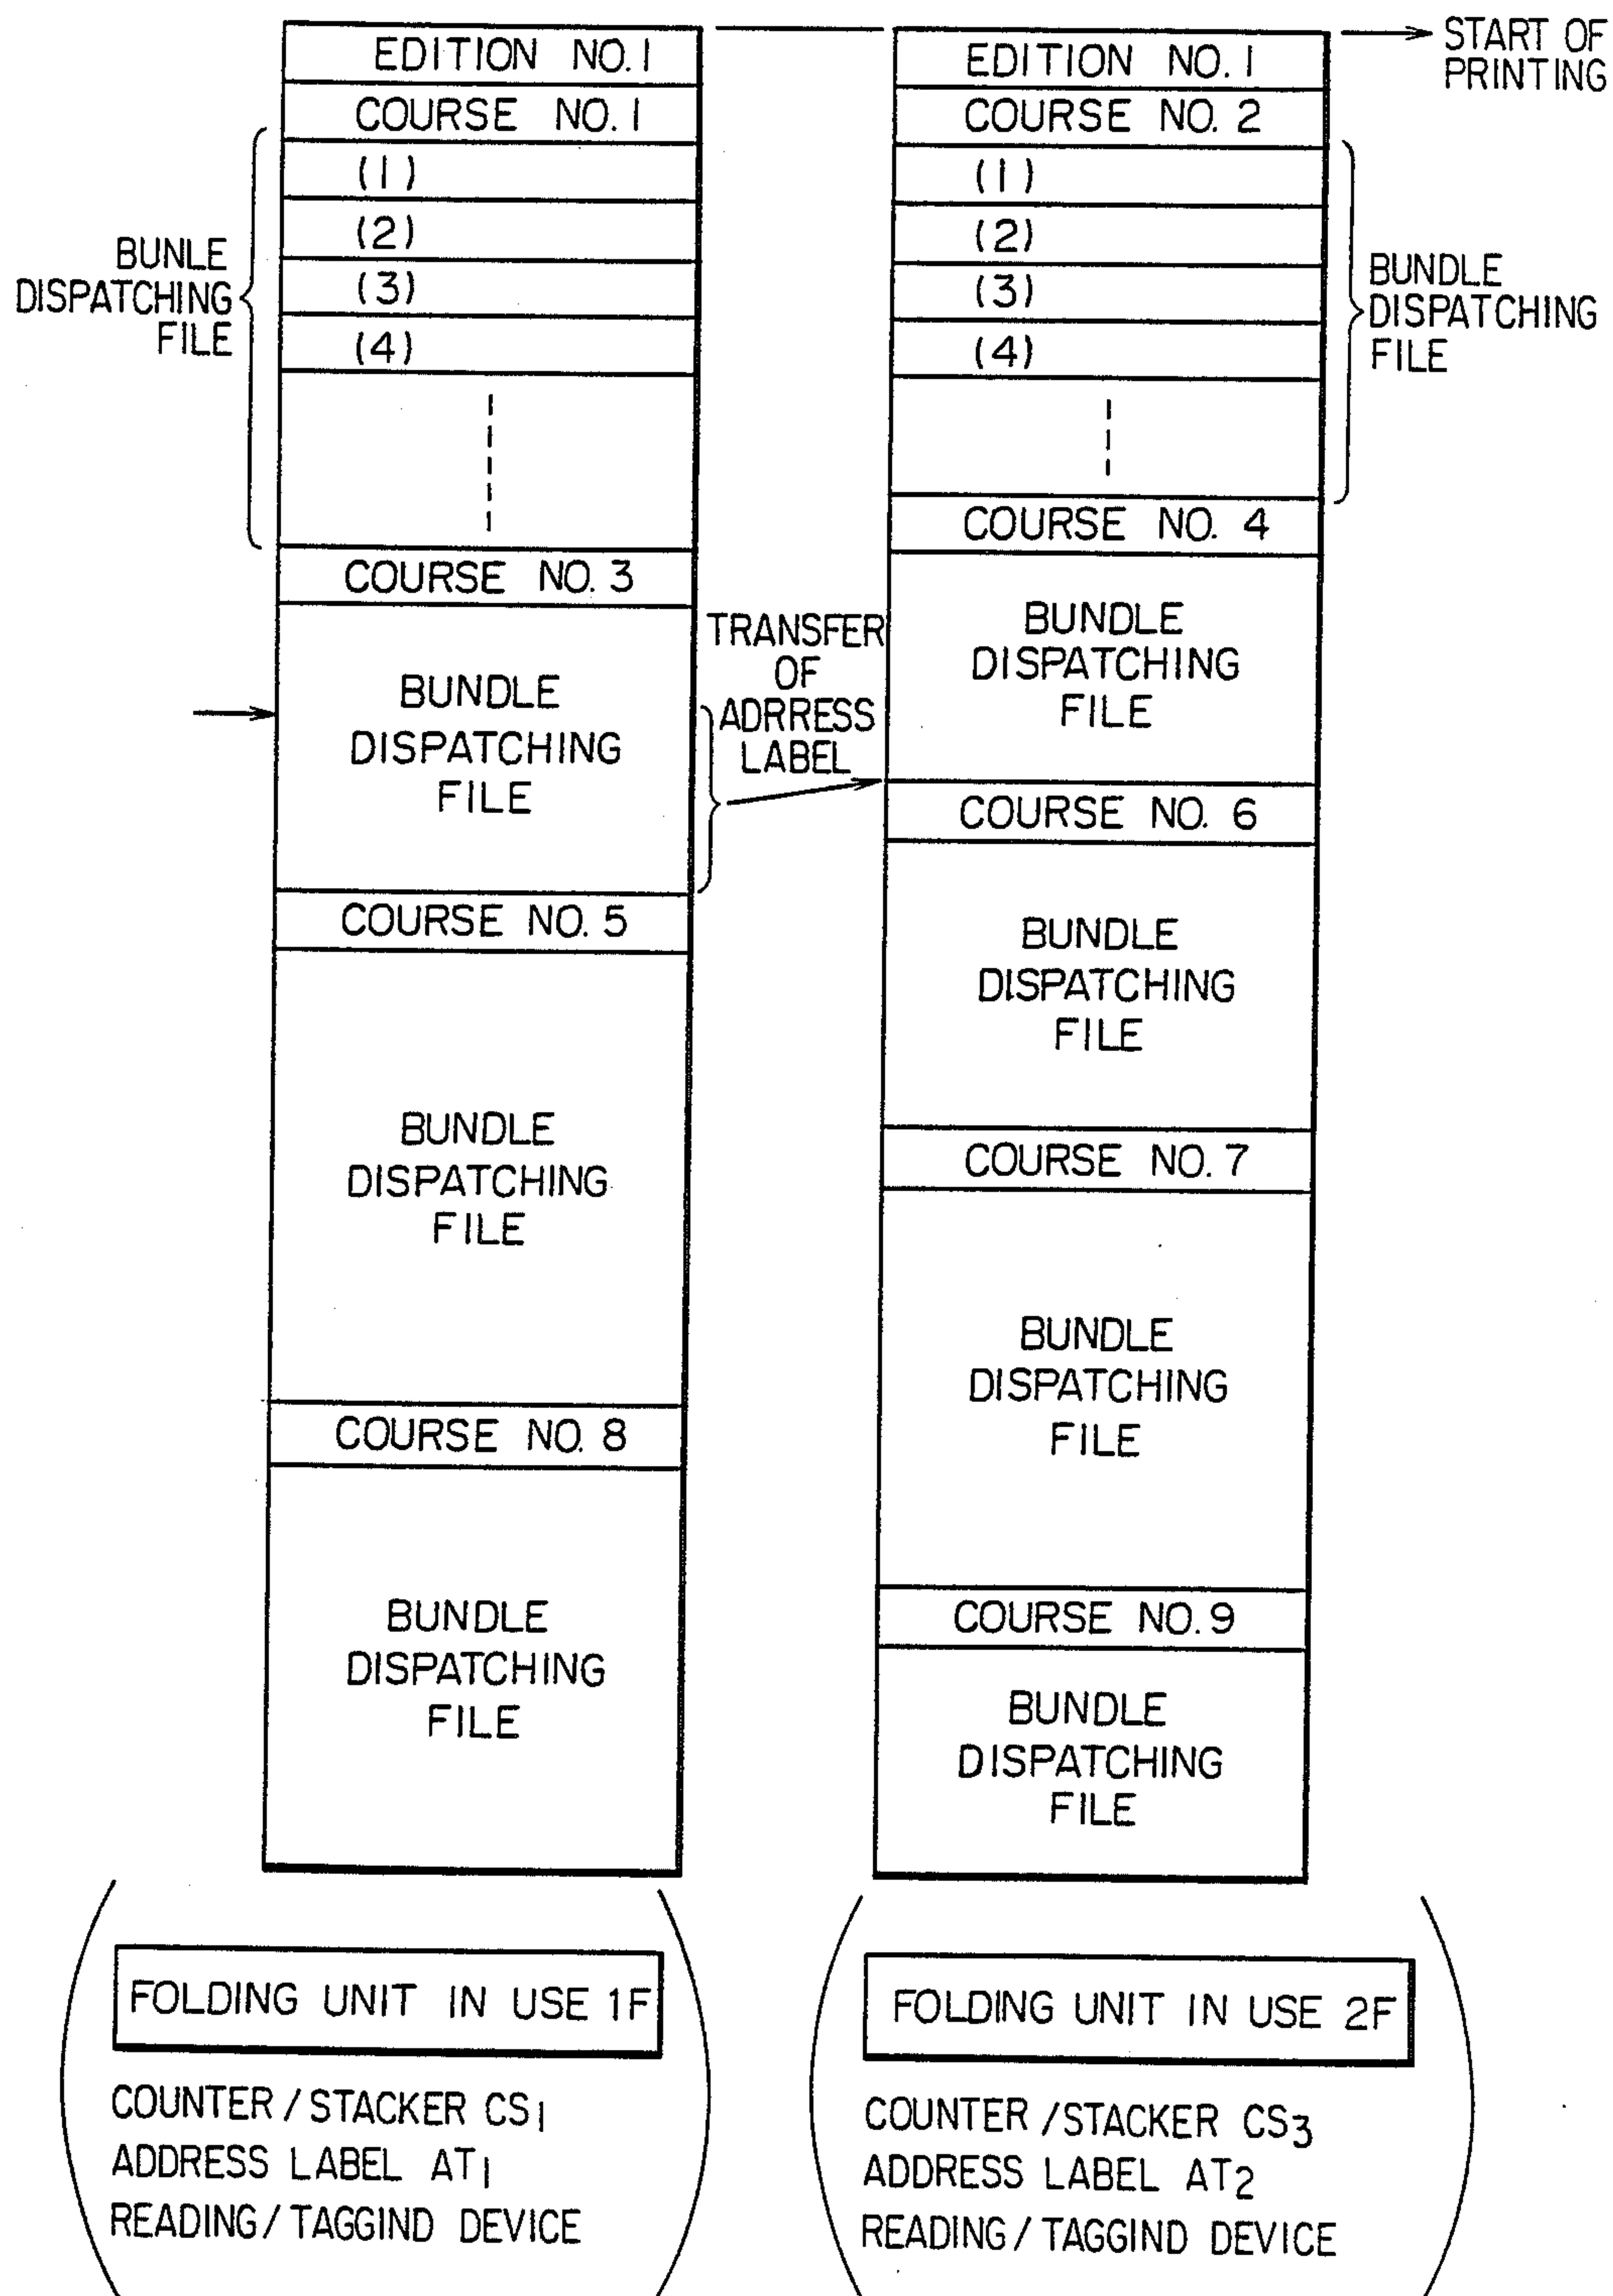 EDITION NO. 1
COURSE NO. 1
(1)
(2)
(3)
(4)
BUNLE
DISPATCHING
FILE
COURSE NO. 3
BUNDLE
DISPATCHING
FILE
COURSE NO. 5
BUNDLE
DISPATCHING
FILE
COURSE NO. 8
BUNDLE
DISPATCHING
FILE
TRANSFER
OF
ADRRESS
LABEL
EDITION NO. 1
COURSE NO. 2
(1)
(2)
(3)
(4)
START OF
PRINTING
BUNDLE
DISPATCHING
FILE
COURSE NO. 4
BUNDLE
DISPATCHING
FILE
COURSE NO. 6
BUNDLE
DISPATCHING
FILE
COURSE NO. 7
BUNDLE
DISPATCHING
FILE
COURSE NO. 9
BUNDLE
DISPATCHING
FILE
FOLDING UNIT IN USE 1F
COUNTER / STACKER CS1
ADDRESS LABEL AT1
READING / TAGGIND DEVICE
FOLDING UNIT IN USE 2F
COUNTER / STACKER CS3
ADDRESS LABEL AT2
READING / TAGGIND DEVICE